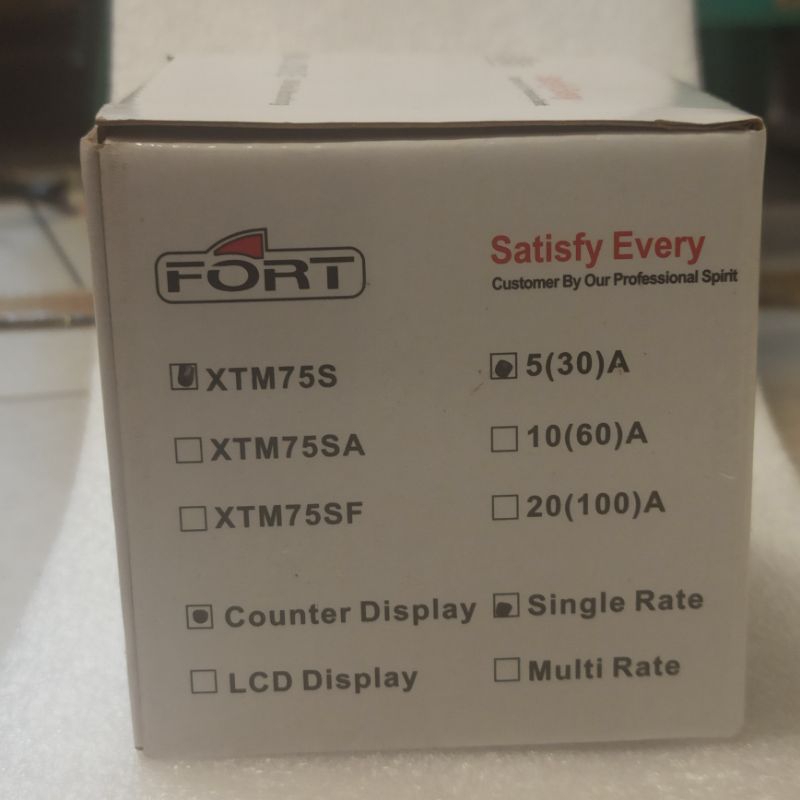 FORT
Satisfy Every
Customer By Our Professional Spirit
XTM75S
5(30)A
XTM75SA
10(60)A
XTM75SF
20(100)A
Counter Display
Single Rate
LCD Display
Multi Rate